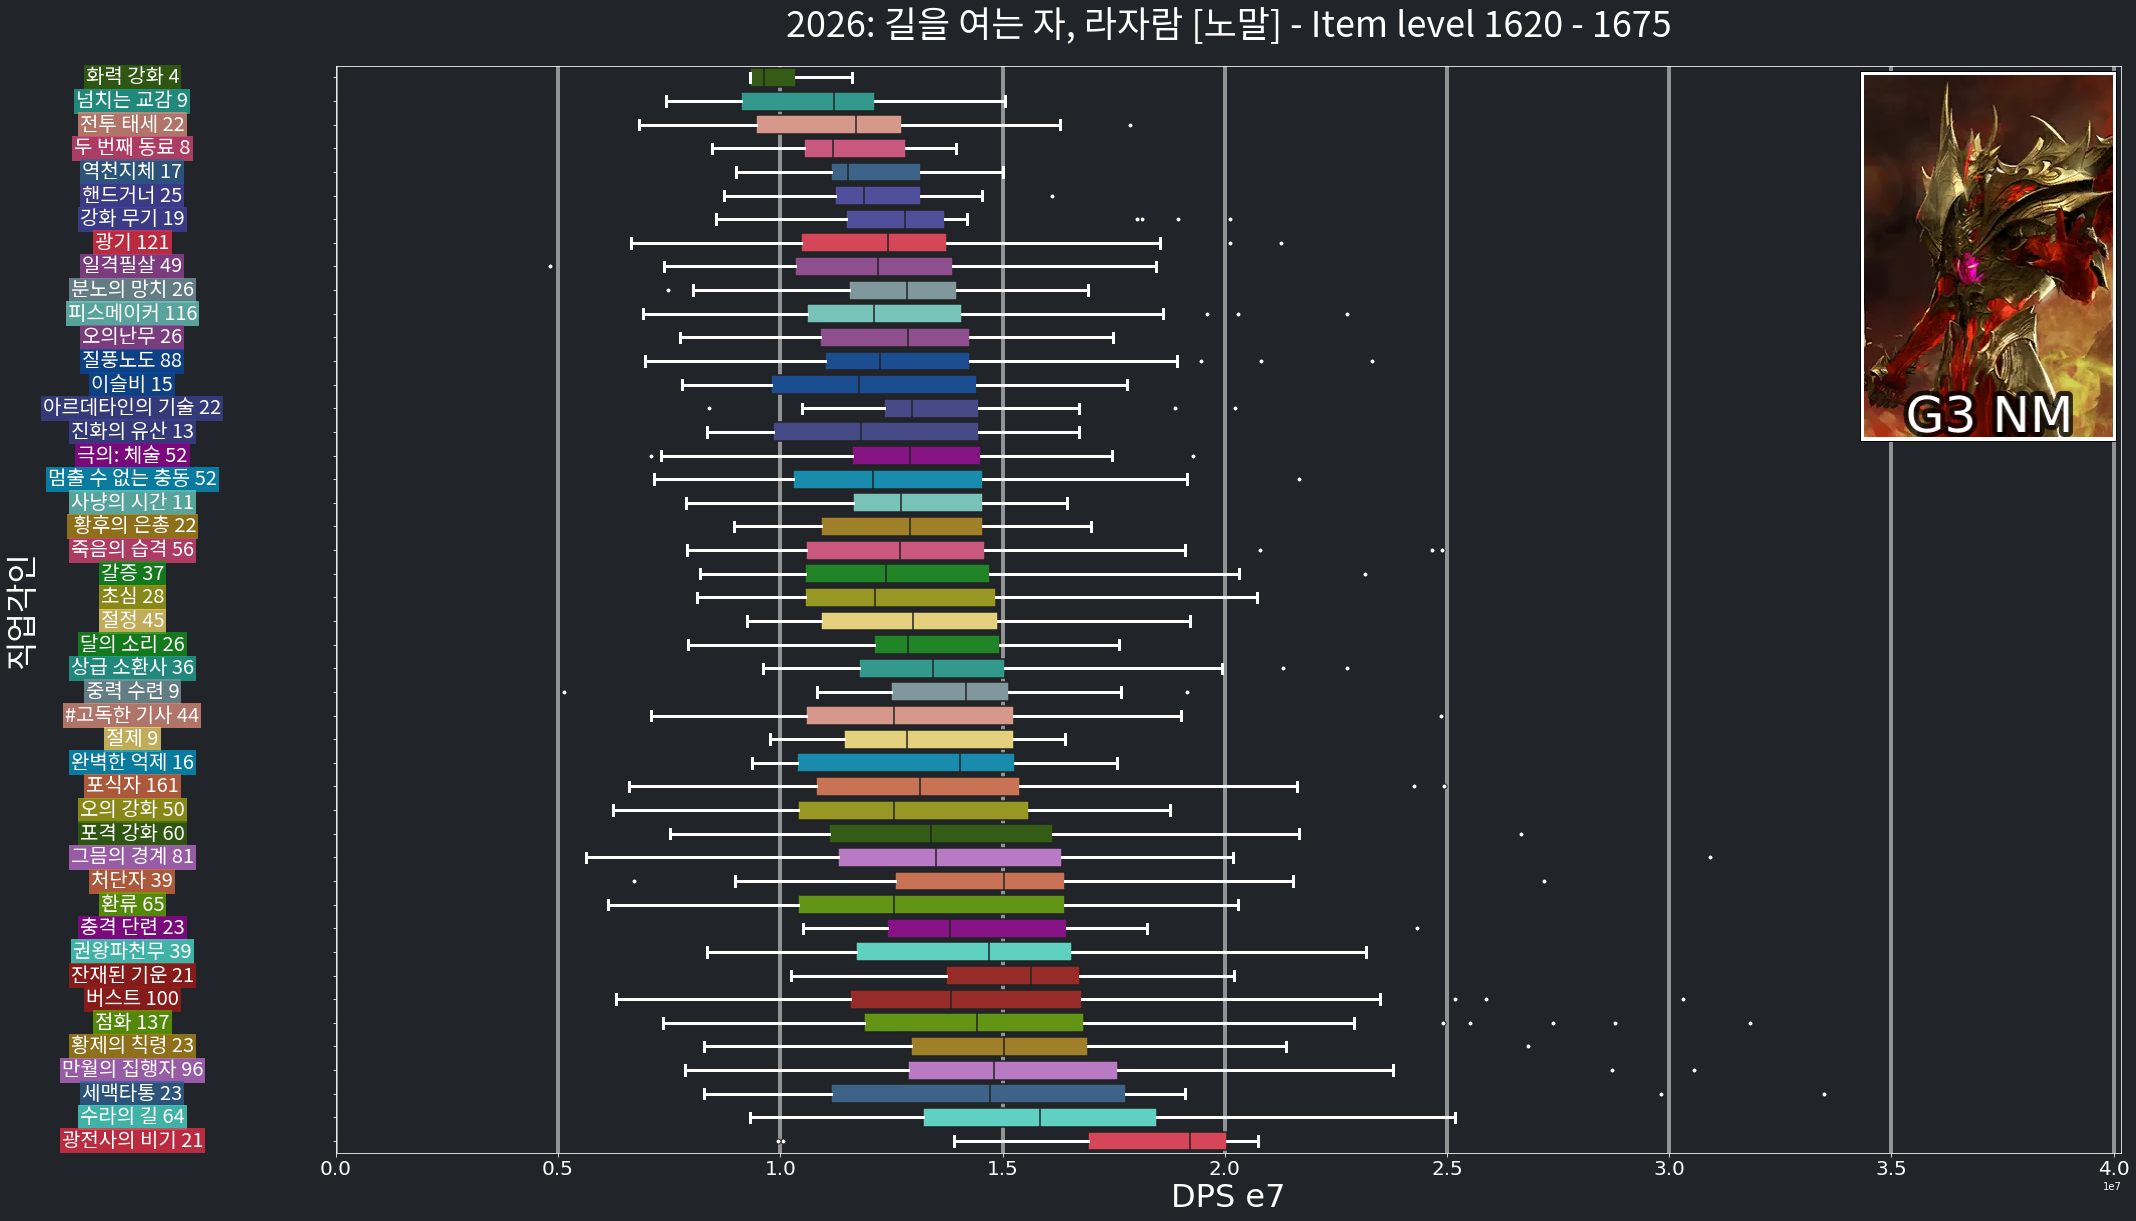 2026: 길을 여는 자, 라자람 [노말] - Item level 1620 - 1675
화력 강화 4
넘치는 교감 9
전투 태세 22
두 번째 동료 8
역천지체 17
핸드거너 25
강화 무기 19
광기 121
일격필살 49
분노의 망치 26
피스메이커 116
오의난무 26
질풍노도 88
이슬비 15
아르데타인의 기술 22
진화의 유산 13
극의: 체술 52
멈출 수 없는 충동 52
사냥의 시간 11
황후의 은총 22
죽음의 습격 56
갈증 37
초심 28
절정 45
달의 소리 26
상급 소환사 36
중력 수련 9
#고독한 기사 44
절제 9
완벽한 억제 16
포식자 161
오의 강화 50
포격 강화 60
그믐의 경계 81
처단자 39
환류 65
충격 단련 23
권왕파천무 39
잔재된 기운 21
버스트 100
점화 137
황제의 칙령 23
만월의 집행자 96
세맥타통 23
수라의 길 64
광전사의 비기 21
직업각인
G3 NM
0.0 0.5 1.0 1.5 2.0 2.5 3.0 3.5 4.0
1e7
DPS e7